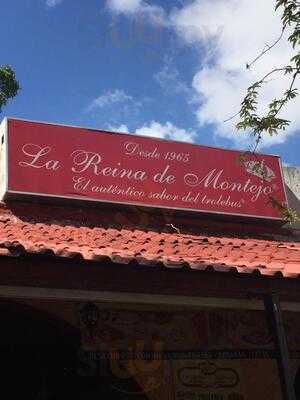 Desde 1965
La Reina de Montejo®
El auténtico sabor del trolebus®